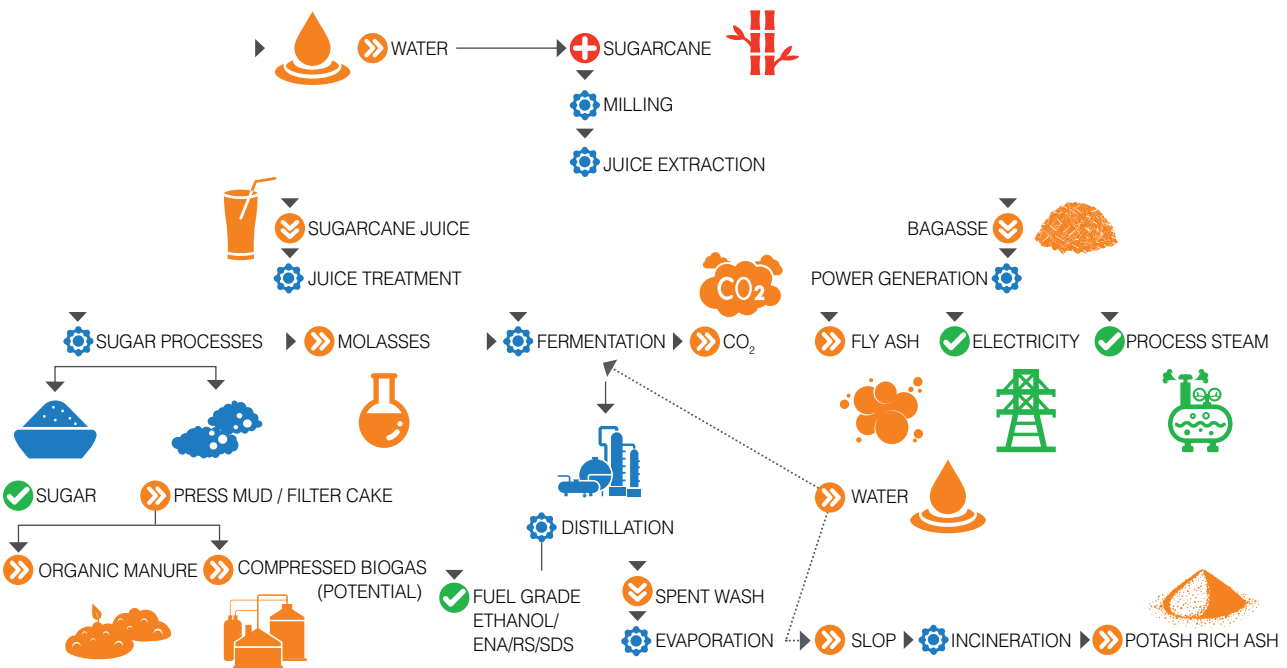 WATER
SUGARCANE
MILLING
JUICE EXTRACTION
SUGARCANE JUICE
BAGASSE
JUICE TREATMENT
POWER GENERATION
CO2
SUGAR PROCESSES
MOLASSES
FERMENTATION
CO₂
FLY ASH
ELECTRICITY
PROCESS STEAM
SUGAR
PRESS MUD / FILTER CAKE
WATER
DISTILLATION
ORGANIC MANURE
COMPRESSED BIOGAS
(POTENTIAL)
FUEL GRADE
ETHANOL/
ENA/RS/SDS
SPENT WASH
EVAPORATION
SLOP
INCINERATION
POTASH RICH ASH